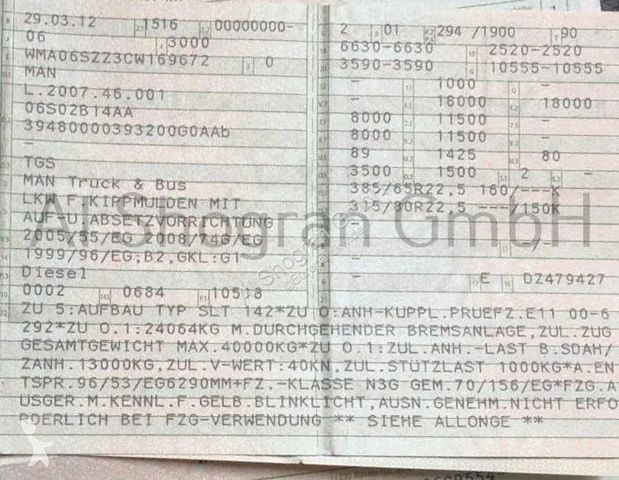 29.03.12 1516 00000000-
06 3000
WMA06SZZ3CW169672 0
MAN
L.2007.46.001
06S02B14AA
39480000393200G0AAb
-
TGS
MAN Truck & Bus
LKW F.KIPPMULDEN MIT
AUF-U.ABSETZVORRICHTUNG
2005/55/EG 2008/74G/EG
1999/96/EG;B2,GKL:G1
Diesel
0002 0684 10518
2 01 294 /1900 90
6630-6630 2520-2520
3590-3590 10555-10555
- 1000 -
- 18000 18000
8000 11500 -
8000 11500 -
89 1425 80
3500 1500 2 -
385/65R22,5 160/---K
315/80R22,5 ---/150K
-
- /-
- E DZ479427
ZU 5:AUFBAU TYP SLT 142*ZU O:ANH-KUPPL.PRUEFZ.E11 00-6
292*ZU O.1:24064KG M.DURCHGEHENDER BREMSANLAGE,ZUL.ZUG
GESAMTGEWICHT MAX.40000KG*ZU O.1:ZUL.ANH.-LAST B.SDAH/
ZANH.13000KG,ZUL.V-WERT:40KN,ZUL.STÜTZLAST 1000KG*A.EN
TSPR.96/53/EG6290MM+FZ.-KLASSE N3G GEM.70/156/EG*FZG.A
USGER.M.KENNL.F.GELB.BLINKLICHT,AUSN.GENEHM.NICHT ERFO
RDERLICH BEI FZG-VERWENDUNG ** SIEHE ALLONGE **
Shogran GmbH